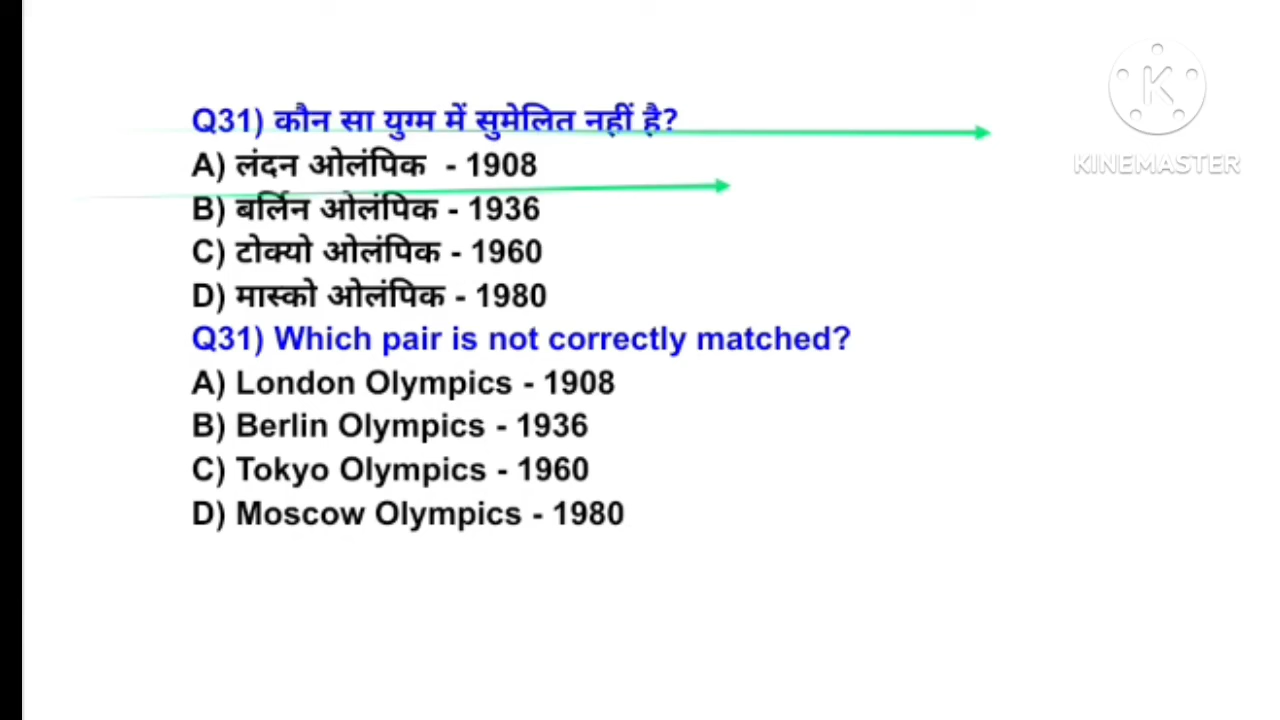 Q31) कौन सा युग्म में सुमेलित नहीं है?
A) लंदन ओलंपिक - 1908
B) बर्लिन ओलंपिक - 1936
C) टोक्यो ओलंपिक - 1960
D) मास्को ओलंपिक - 1980
Q31) Which pair is not correctly matched?
A) London Olympics - 1908
B) Berlin Olympics - 1936
C) Tokyo Olympics - 1960
D) Moscow Olympics - 1980
K
KINEMASTER